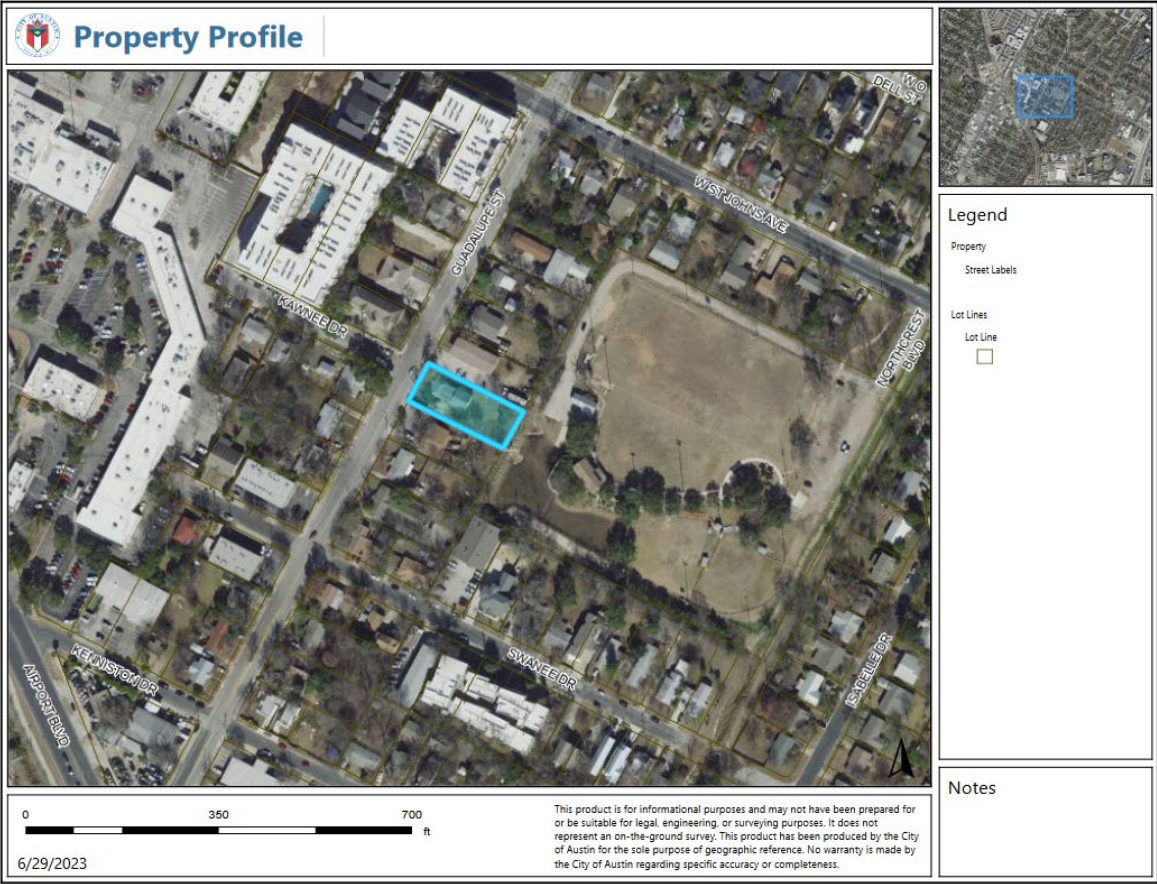 CITY OF AUSTIN
Property Profile
W O
DELL ST
W ST JOHNS AVE
GUADALUPE ST
KAWNEE DR
NORTHCREST
BLVD
SWANEE DR
ISABELLE DR
KENNISTON DR
AIRPORT BLVD
Legend
Property
Street Labels
Lot Lines
Lot Line
Notes
0 350 700
ft
6/29/2023
This product is for informational purposes and may not have been prepared for
or be suitable for legal, engineering, or surveying purposes. It does not
represent an on-the-ground survey. This product has been produced by the City
of Austin for the sole purpose of geographic reference. No warranty is made by
the City of Austin regarding specific accuracy or completeness.